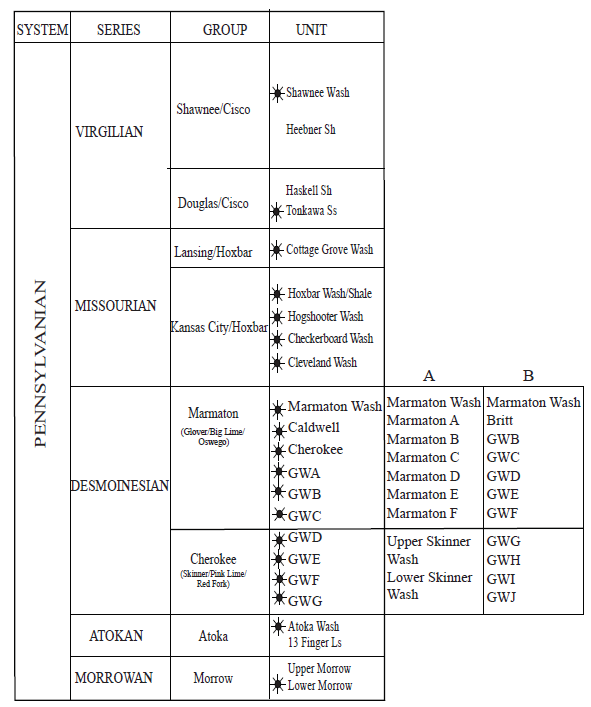 SYSTEM SERIES GROUP UNIT
PENNSYLVANIAN
VIRGILIAN
Shawnee/Cisco
Shawnee Wash
Heebner Sh
Douglas/Cisco
Haskell Sh
Tonkawa Ss
MISSOURIAN
Lansing/Hoxbar
Cottage Grove Wash
Kansas City/Hoxbar
Hoxbar Wash/Shale
Hogshooter Wash
Checkerboard Wash
Cleveland Wash
A B
DESMOINESIAN
Marmaton
(Glover/Big Lime/
Oswego)
Marmaton Wash
Caldwell
Cherokee
GWA
GWB
GWC
Marmaton Wash
Marmaton A
Marmaton B
Marmaton C
Marmaton D
Marmaton E
Marmaton F
Marmaton Wash
Britt
GWB
GWC
GWD
GWE
GWF
Cherokee
(Skinner/Pink Lime/
Red Fork)
GWD
GWE
GWF
GWG
Upper Skinner
Wash
Lower Skinner
Wash
GWG
GWH
GWI
GWJ
ATOKAN
Atoka
Atoka Wash
13 Finger Ls
MORROWAN
Morrow
Upper Morrow
Lower Morrow